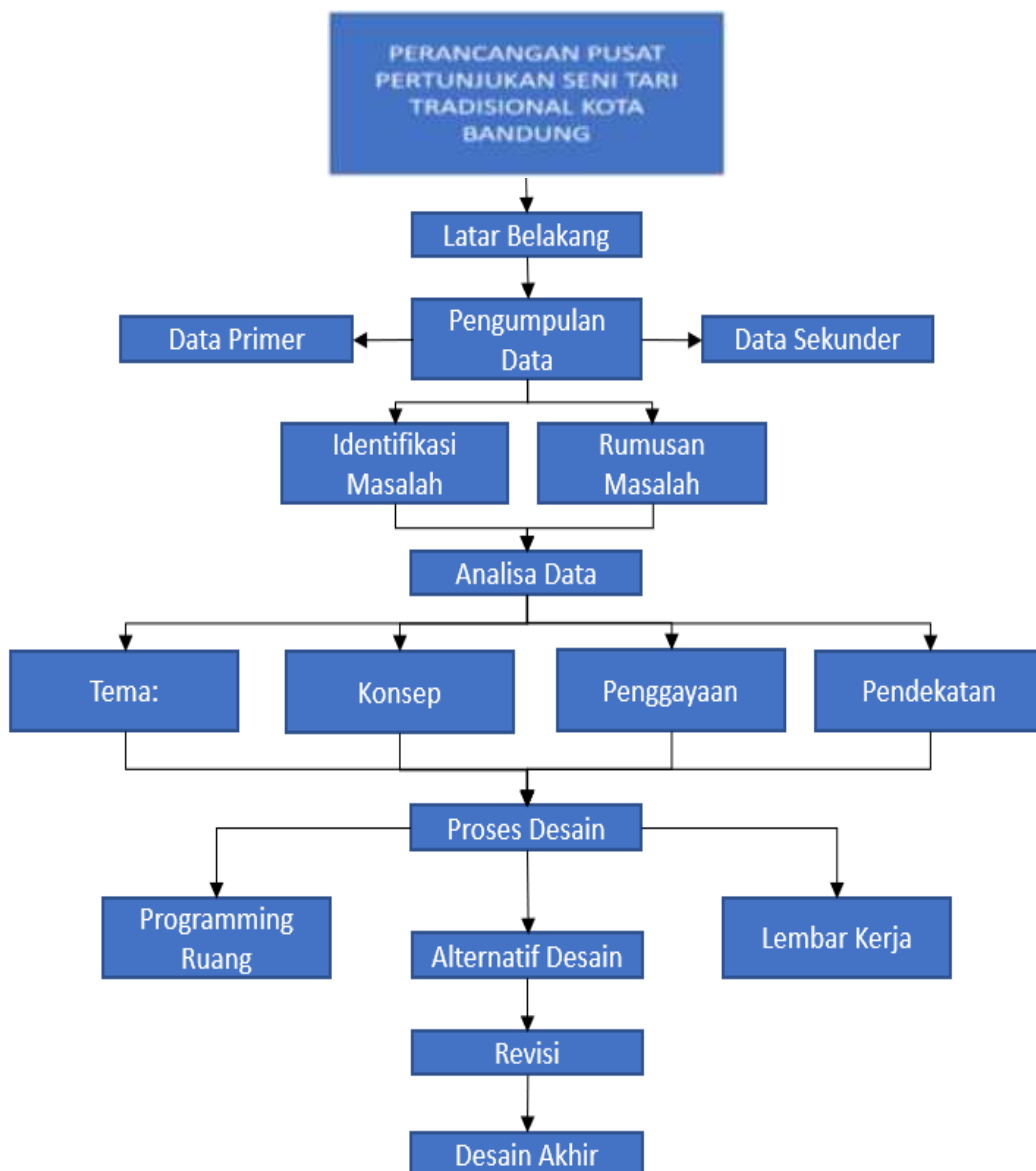 PERANCANGAN PUSAT
PERTUNJUKAN SENI TARI
TRADISIONAL KOTA
BANDUNG
Latar Belakang
Data Primer
Pengumpulan
Data
Data Sekunder
Identifikasi
Masalah
Rumusan
Masalah
Analisa Data
Tema:
Konsep
Penggayaan
Pendekatan
Proses Desain
Programming
Ruang
Alternatif Desain
Lembar Kerja
Revisi
Desain Akhir